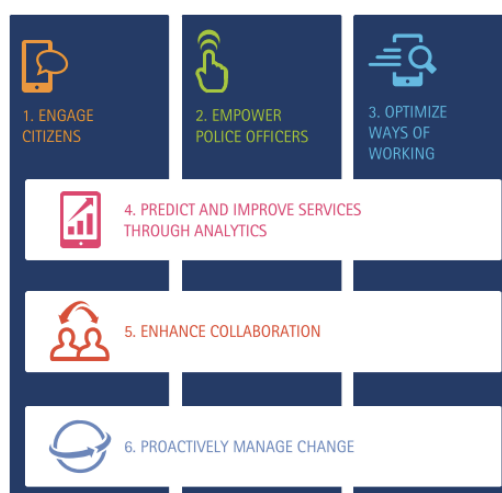 1. ENGAGE
CITIZENS
2. EMPOWER
POLICE OFFICERS
3. OPTIMIZE
WAYS OF
WORKING
4. PREDICT AND IMPROVE SERVICES
THROUGH ANALYTICS
5. ENHANCE COLLABORATION
6. PROACTIVELY MANAGE CHANGE